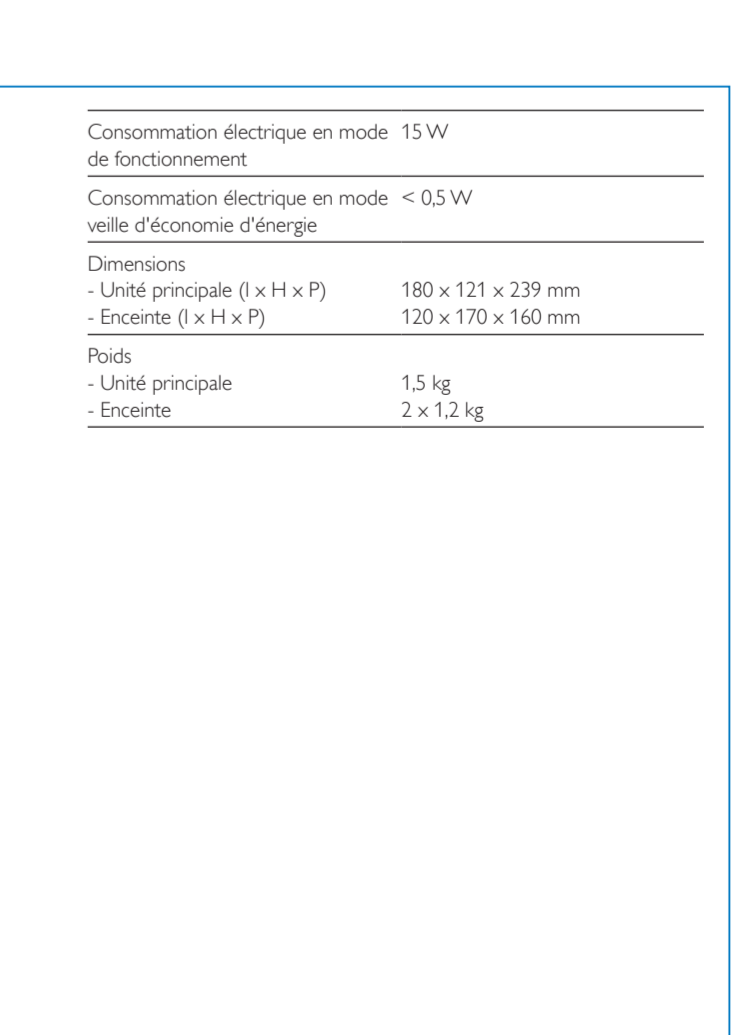 Consommation électrique en mode 15 W
de fonctionnement
Consommation électrique en mode < 0,5 W
veille d'économie d'énergie
Dimensions
- Unité principale (l x H x P) 180 x 121 x 239 mm
- Enceinte (l x H x P) 120 x 170 x 160 mm
Poids
- Unité principale 1,5 kg
- Enceinte 2 x 1,2 kg